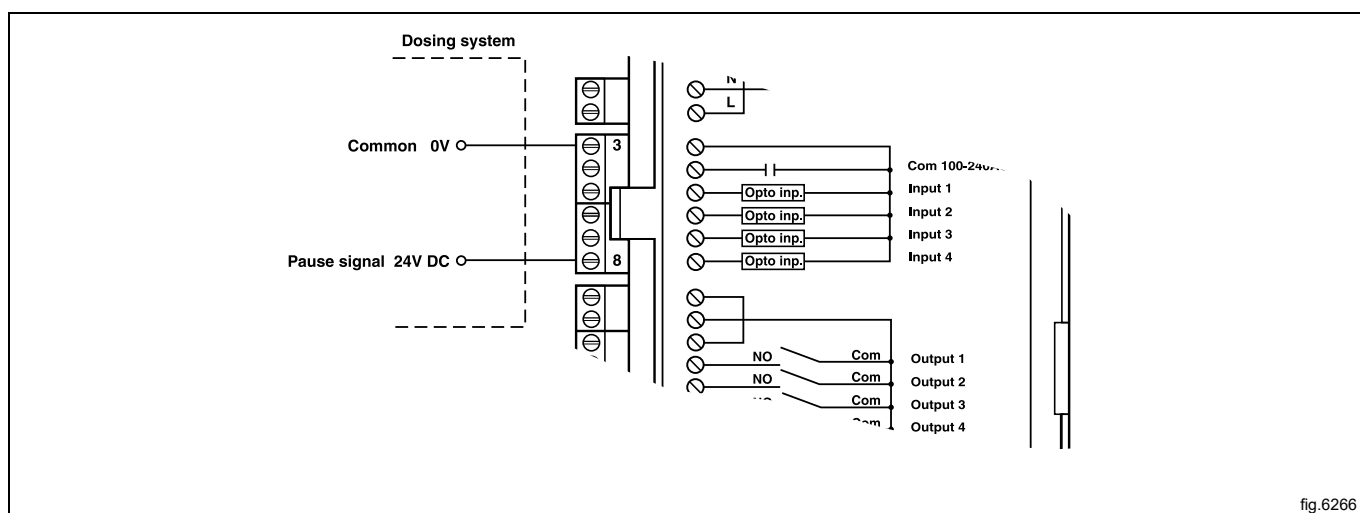 Dosing system
N
L
Common 0V
3
Com
Input 1
Opto inp.
Input 2
Opto inp.
Input 3
Opto inp.
Input 4
Opto inp.
Pause signal 24V DC
8
NO
Com
Output 1
NO
Com
Output 2
Com
Output 3
Output 4
fig.6266